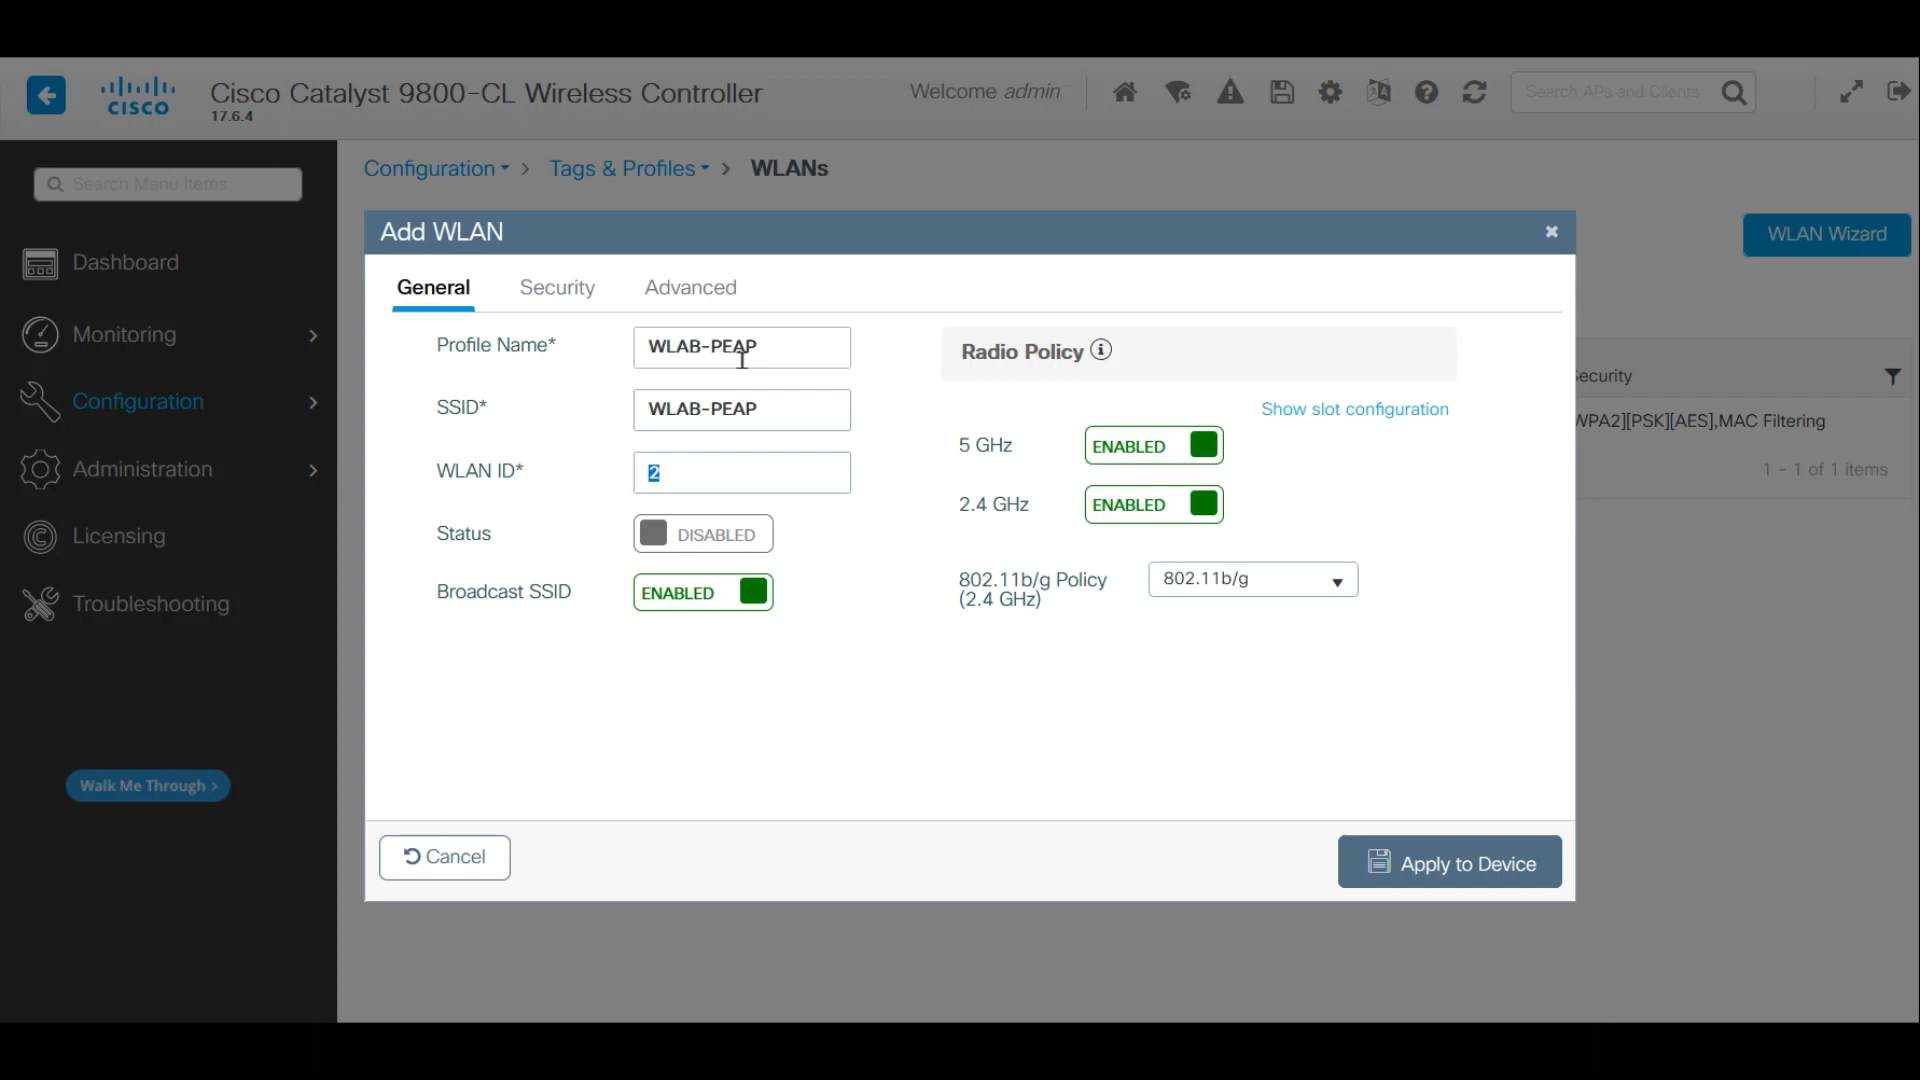 CISCO
Cisco Catalyst 9800-CL Wireless Controller
17.6.4
Welcome admin
Search APs and Clients
Search Menu Items
Dashboard
Monitoring
Configuration
Administration
Licensing
Troubleshooting
Walk Me Through >
Configuration > Tags & Profiles > WLANs
WLAN Wizard
Add WLAN
General Security Advanced
Profile Name* WLAB-PEAP
SSID* WLAB-PEAP
WLAN ID* 2
Status DISABLED
Broadcast SSID ENABLED
Radio Policy
Show slot configuration
5 GHz ENABLED
2.4 GHz ENABLED
802.11b/g Policy
(2.4 GHz)
802.11b/g
Cancel
Apply to Device
Security
WPA2][PSK][AES],MAC Filtering
1 - 1 of 1 items